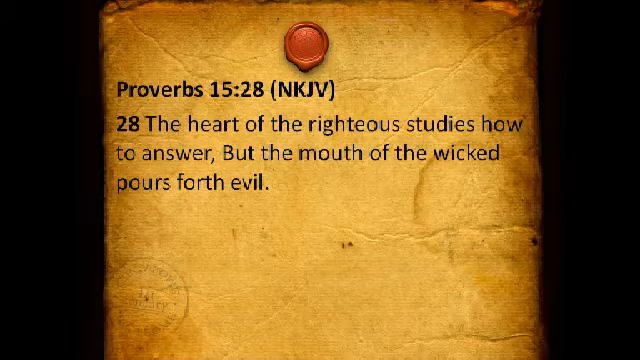 Proverbs 15:28 (NKJV)
28 The heart of the righteous studies how
to answer, But the mouth of the wicked
pours forth evil.